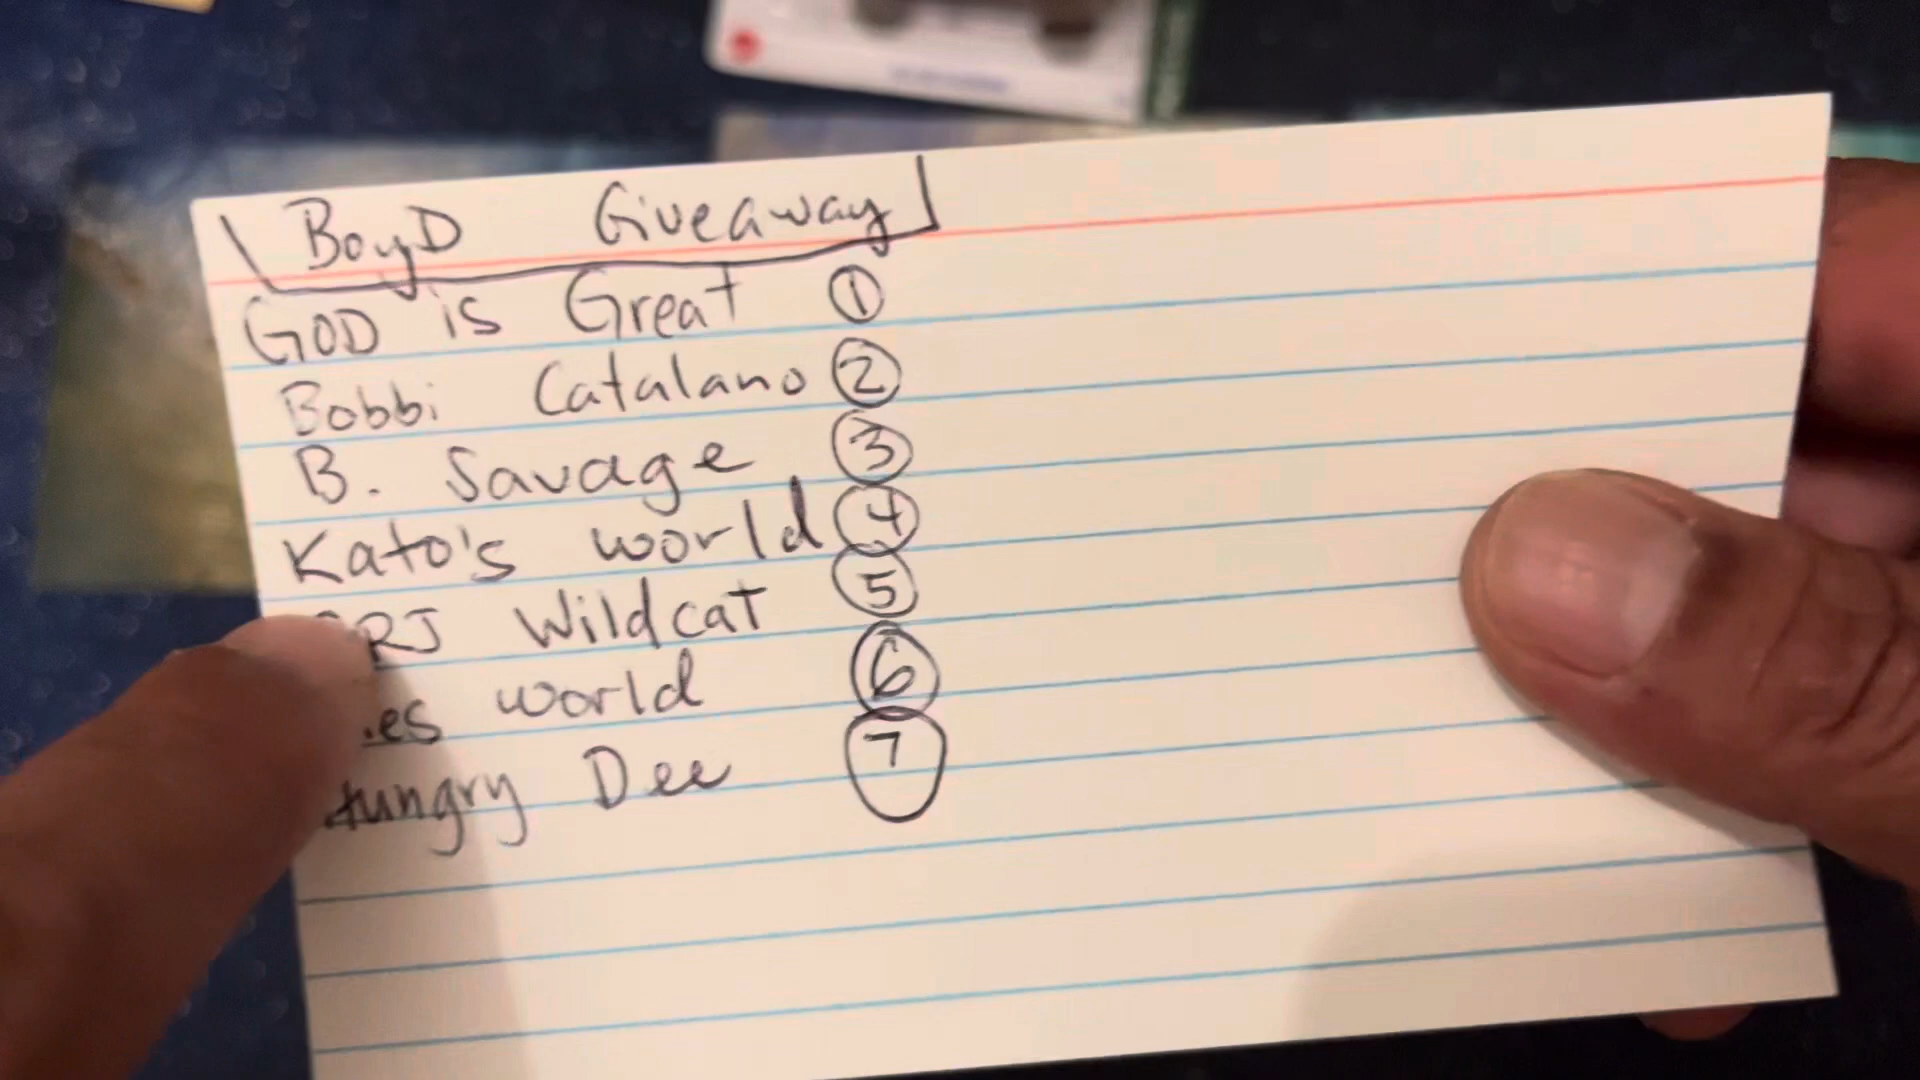 BoyD Giveaway
GOD is Great 1
Bobbi Catalano 2
B. Savage 3
Kato's world 4
Wildcat 5
world 6
Hungry Dee 7